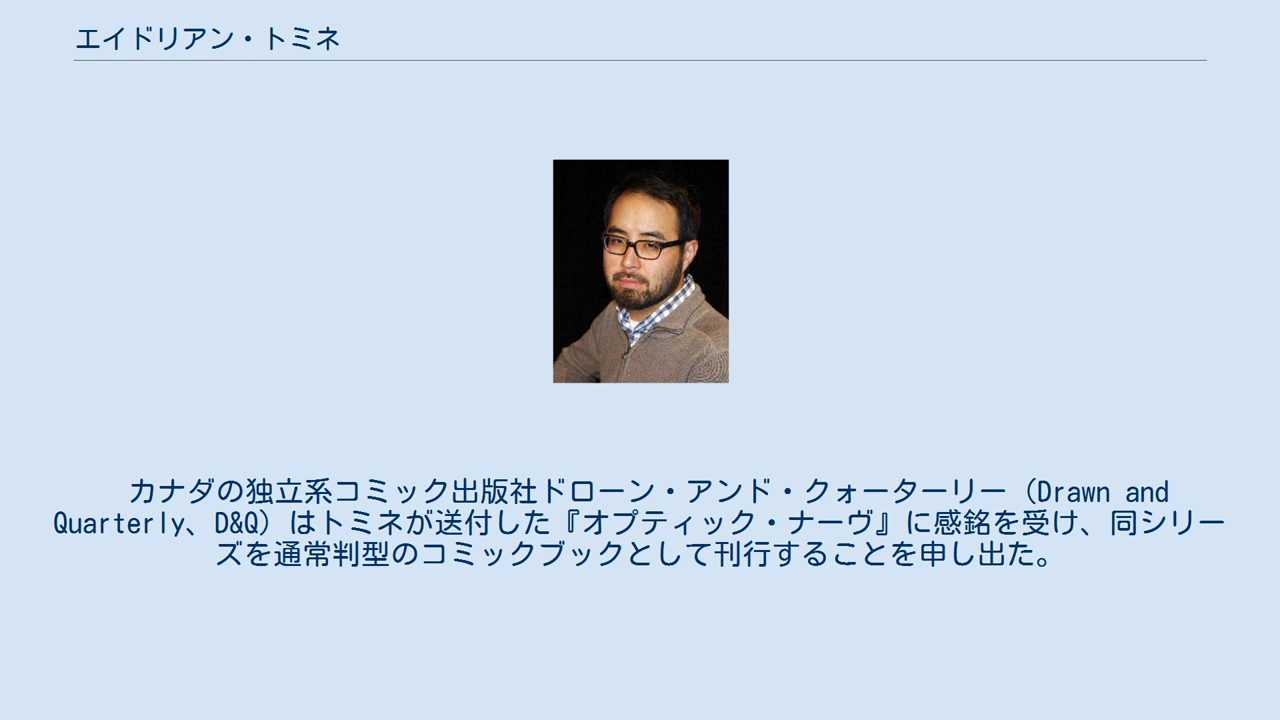 エイドリアン・トミネ
カナダの独立系コミック出版社ドローン・アンド・クォーターリー（Drawn and
Quarterly、D&Q）はトミネが送付した『オプティック・ナーヴ』に感銘を受け、同シリー
ズを通常判型のコミックブックとして刊行することを申し出た。